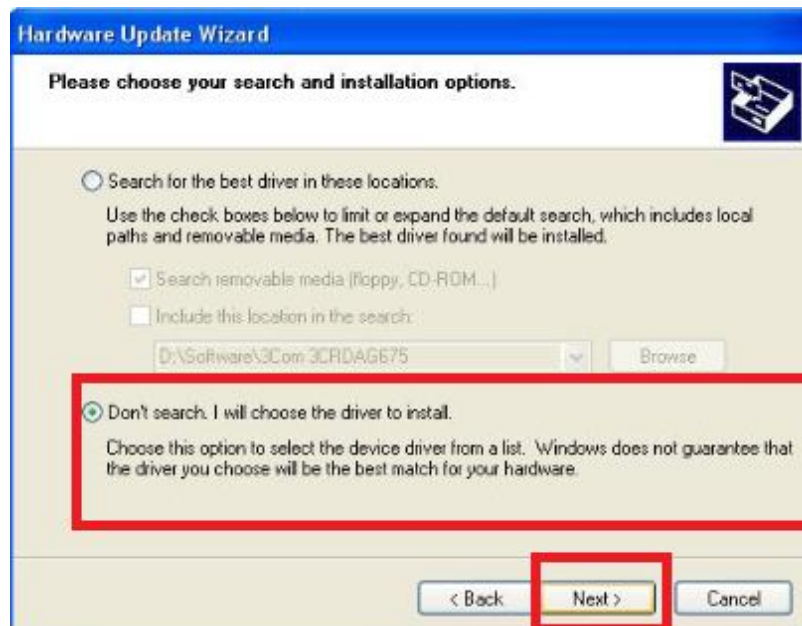 Hardware Update Wizard
Please choose your search and installation options.
Search for the best driver in these locations.
Use the check boxes below to limit or expand the default search, which includes local
paths and removable media. The best driver found will be installed.
Search removable media (floppy, CD-ROM...)
Include this location in the search:
D:\Software\3Com 3CRDAG675
Browse
Don't search. I will choose the driver to install.
Choose this option to select the device driver from a list. Windows does not guarantee that
the driver you choose will be the best match for your hardware.
< Back Next > Cancel